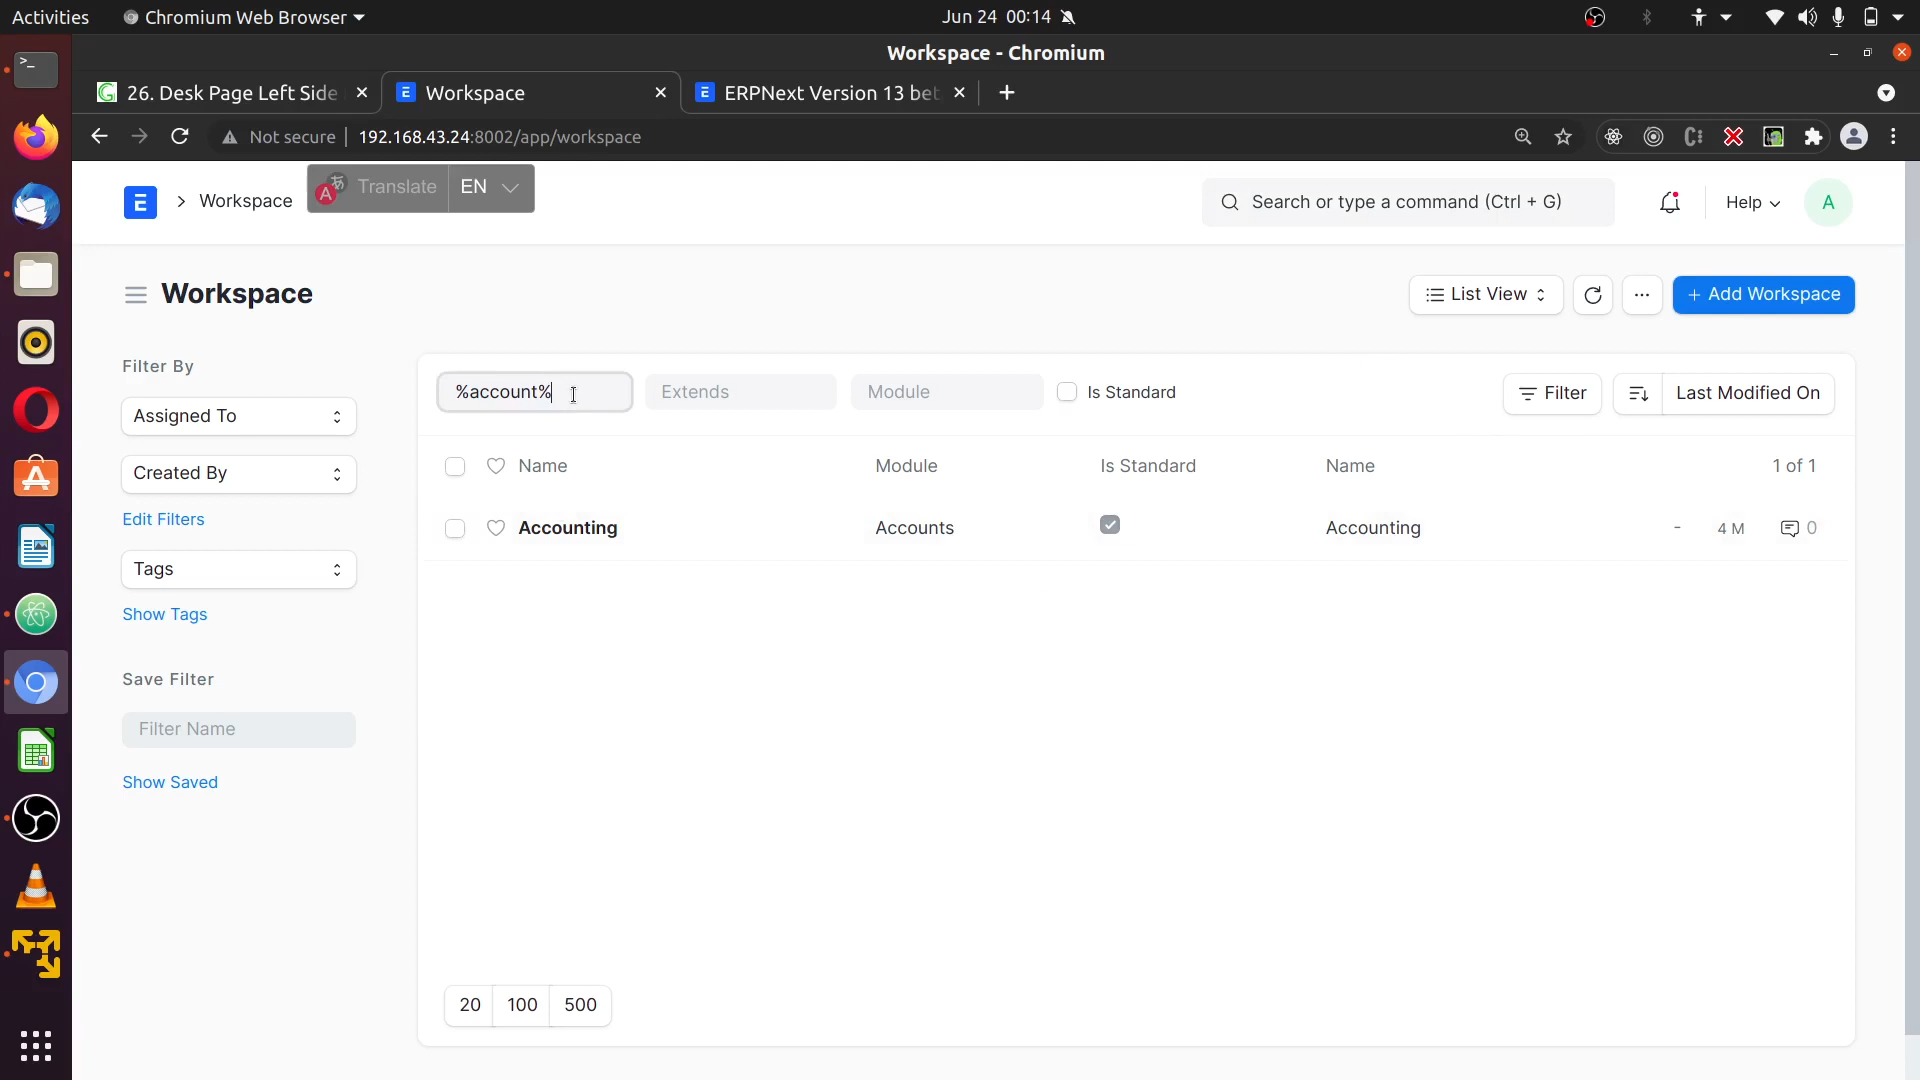 Activities
Chromium Web Browser
Jun 24 00:14
Workspace - Chromium
26. Desk Page Left Side
Workspace
ERPNext Version 13 bet
Not secure
192.168.43.24:8002/app/workspace
E
Workspace
Translate
EN
Search or type a command (Ctrl + G)
Help
A
Workspace
List View
+ Add Workspace
Filter By
Assigned To
Created By
Edit Filters
Tags
Show Tags
Save Filter
Filter Name
Show Saved
%account%
Extends
Module
Is Standard
Filter
Last Modified On
Name
Module
Is Standard
Name
1 of 1
Accounting
Accounts
Accounting
-
4 M
0
20
100
500